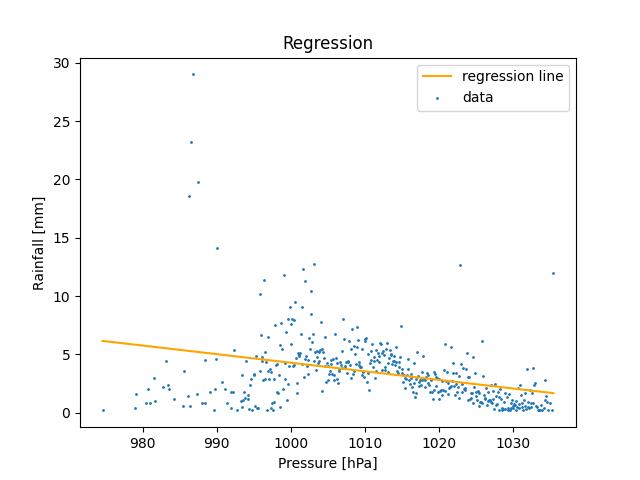 Regression
regression line
data
30
25
20
15
10
5
0
Rainfall [mm]
980
990
1000
1010
1020
1030
Pressure [hPa]